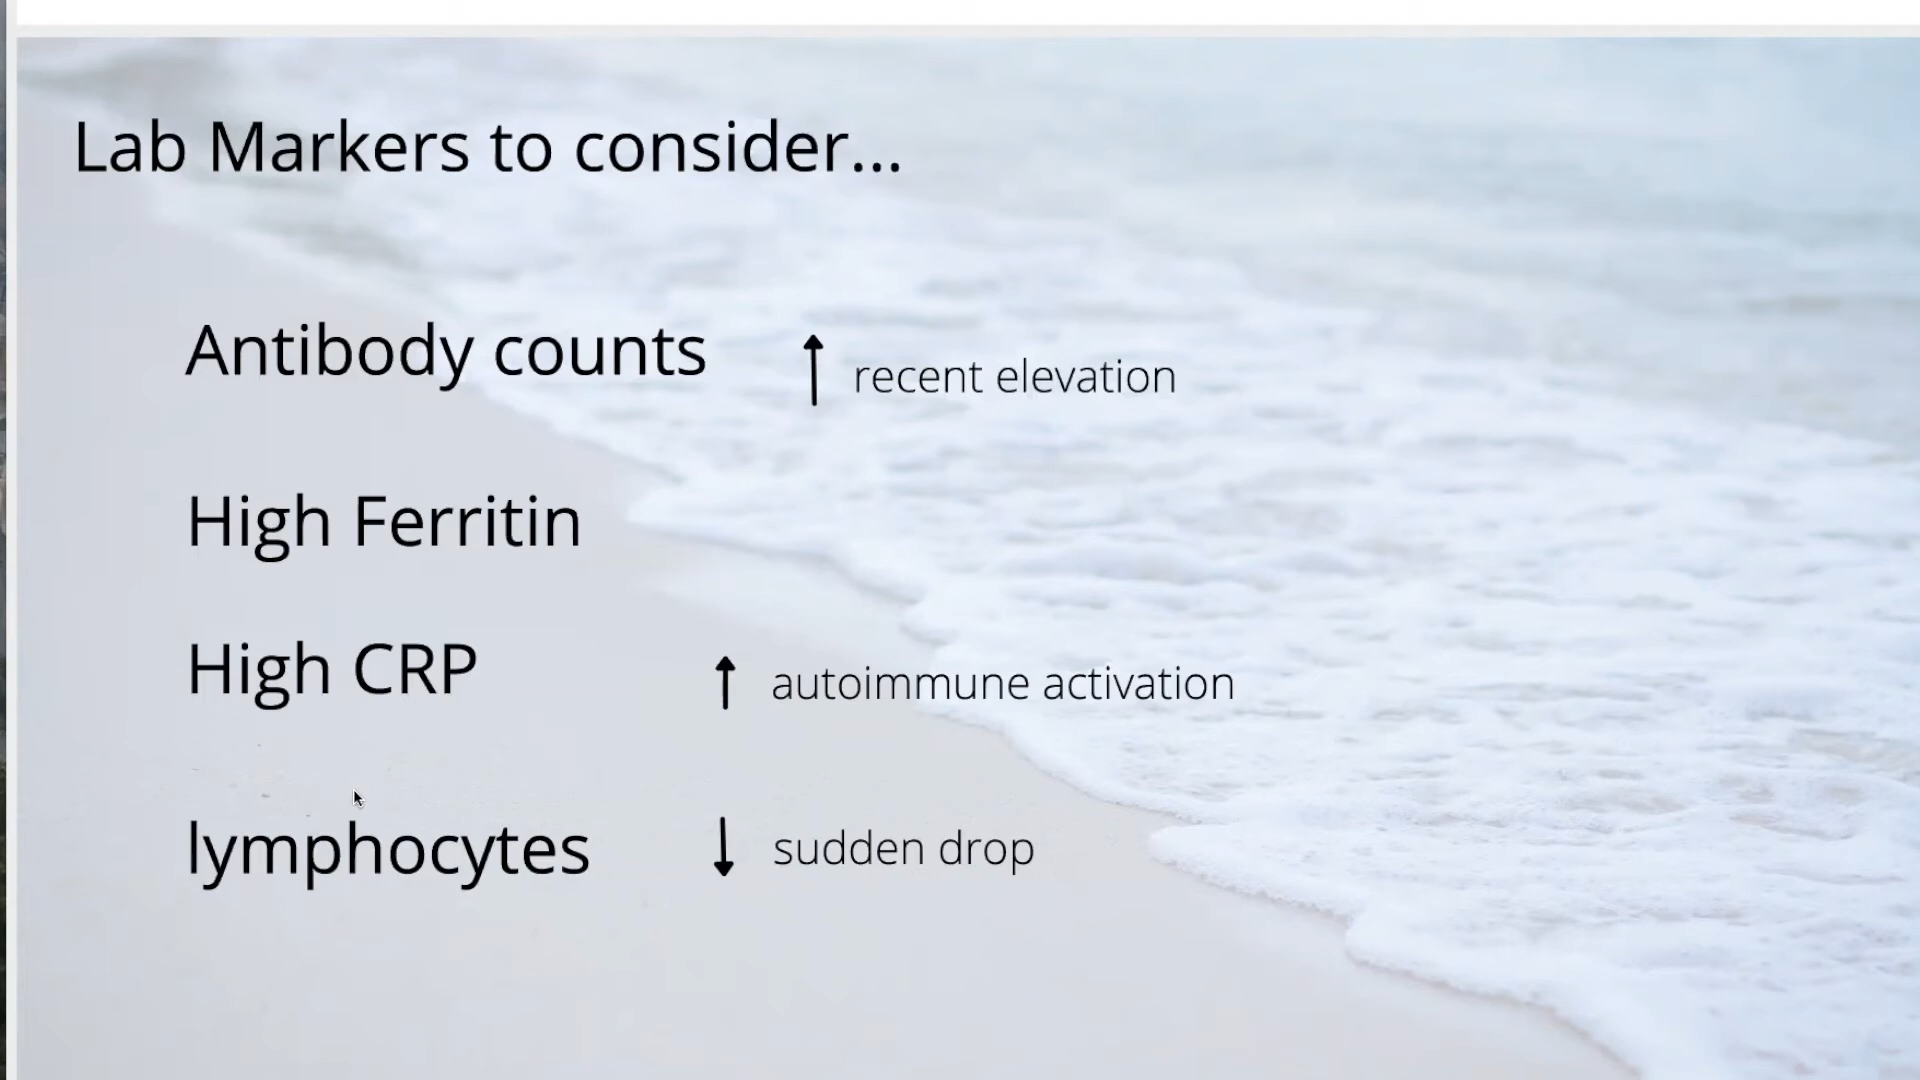 Lab Markers to consider...
Antibody counts ↑ recent elevation
High Ferritin
High CRP ↑ autoimmune activation
lymphocytes ↓ sudden drop